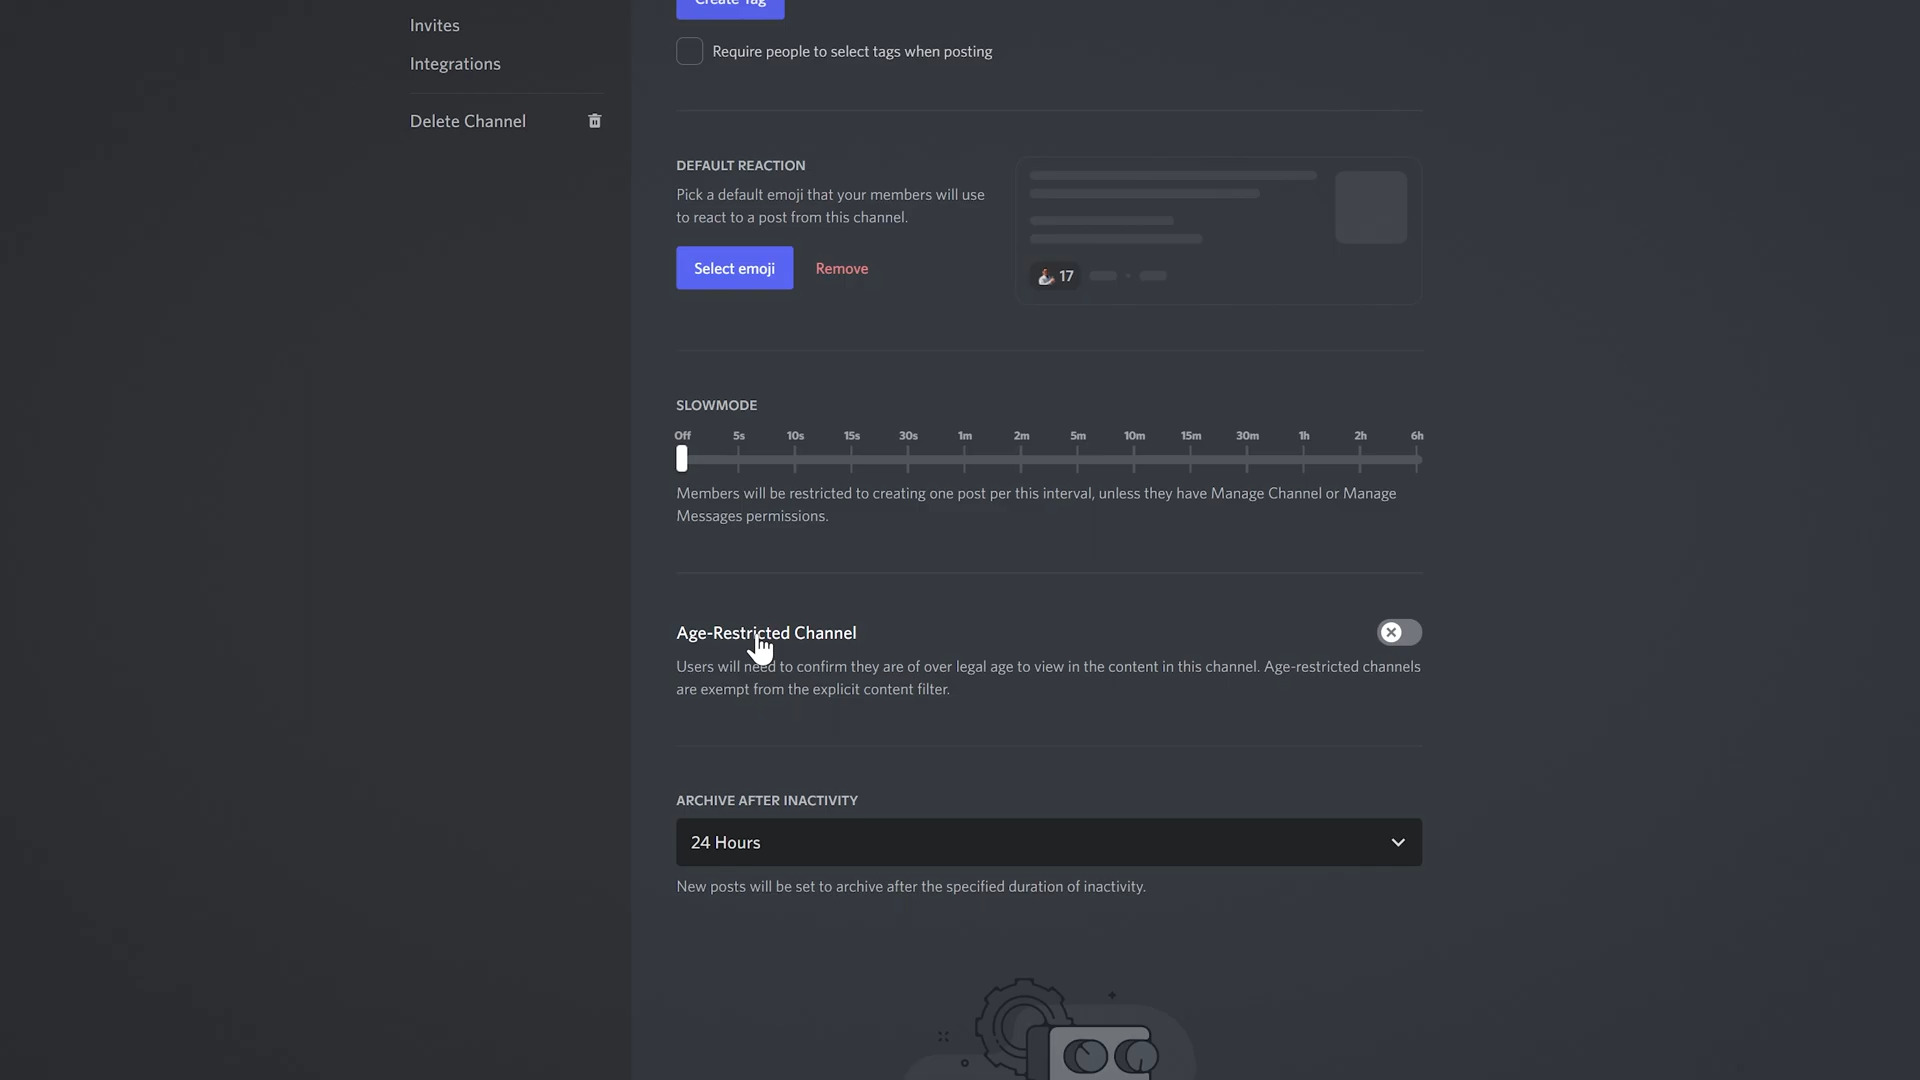 Create Tag
Invites
Require people to select tags when posting
Integrations
Delete Channel
DEFAULT REACTION
Pick a default emoji that your members will use
to react to a post from this channel.
Select emoji
Remove
17
SLOWMODE
Off 5s 10s 15s 30s 1m 2m 5m 10m 15m 30m 1h 2h 6h
Members will be restricted to creating one post per this interval, unless they have Manage Channel or Manage
Messages permissions.
Age-Restricted Channel
Users will need to confirm they are of over legal age to view in the content in this channel. Age-restricted channels
are exempt from the explicit content filter.
ARCHIVE AFTER INACTIVITY
24 Hours
New posts will be set to archive after the specified duration of inactivity.